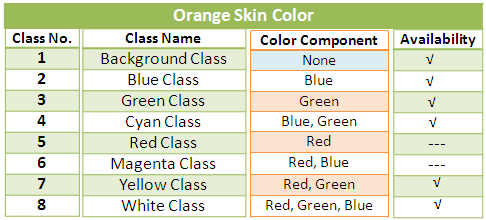 Orange Skin Color
Class No. Class Name Color Component Availability
1 Background Class None √
2 Blue Class Blue √
3 Green Class Green √
4 Cyan Class Blue, Green √
5 Red Class Red ---
6 Magenta Class Red, Blue ---
7 Yellow Class Red, Green √
8 White Class Red, Green, Blue √